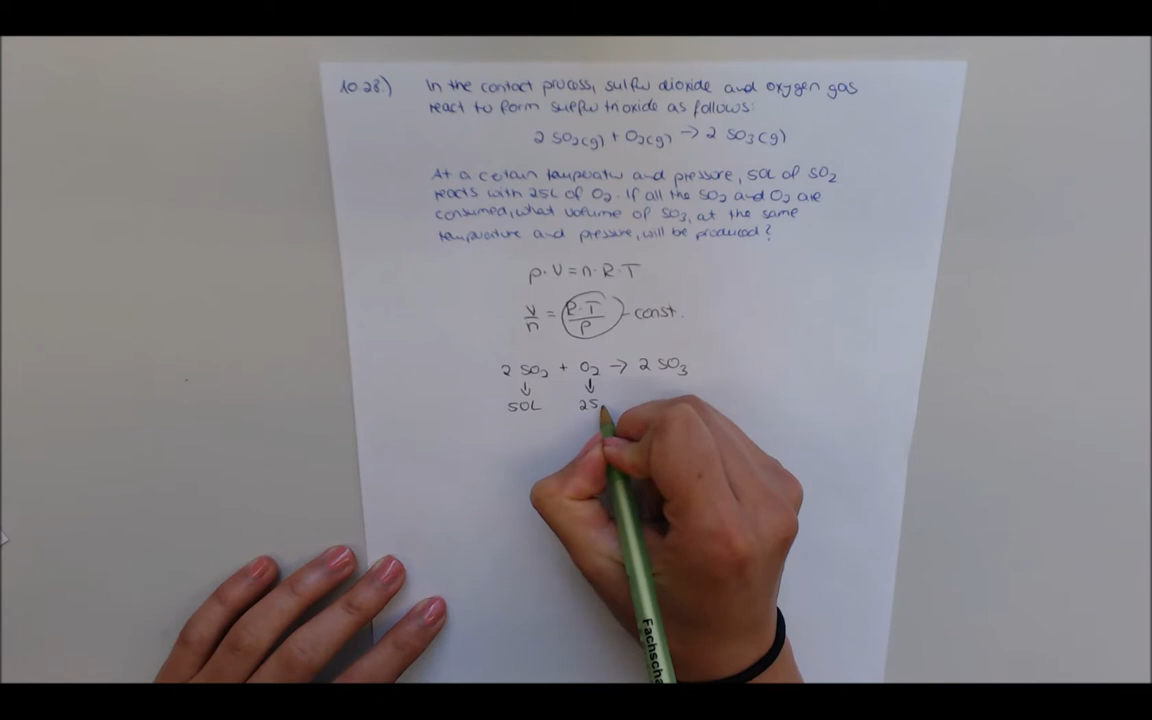 10.23.) In the contact process, sulfur dioxide and oxygen gas
react to form sulfur trioxide as follows:
2 SO2(g) + O2(g) → 2 SO3(g)
At a certain temperature and pressure, 50L of SO2
reacts with 25L of O2. If all the SO2 and O2 are
consumed, what volume of SO3, at the same
temperature and pressure, will be produced?
p·V = n·R·T
V/n = R·T/P - const.
2 SO2 + O2 → 2 SO3
↓ ↓
50L 25
Fachscha